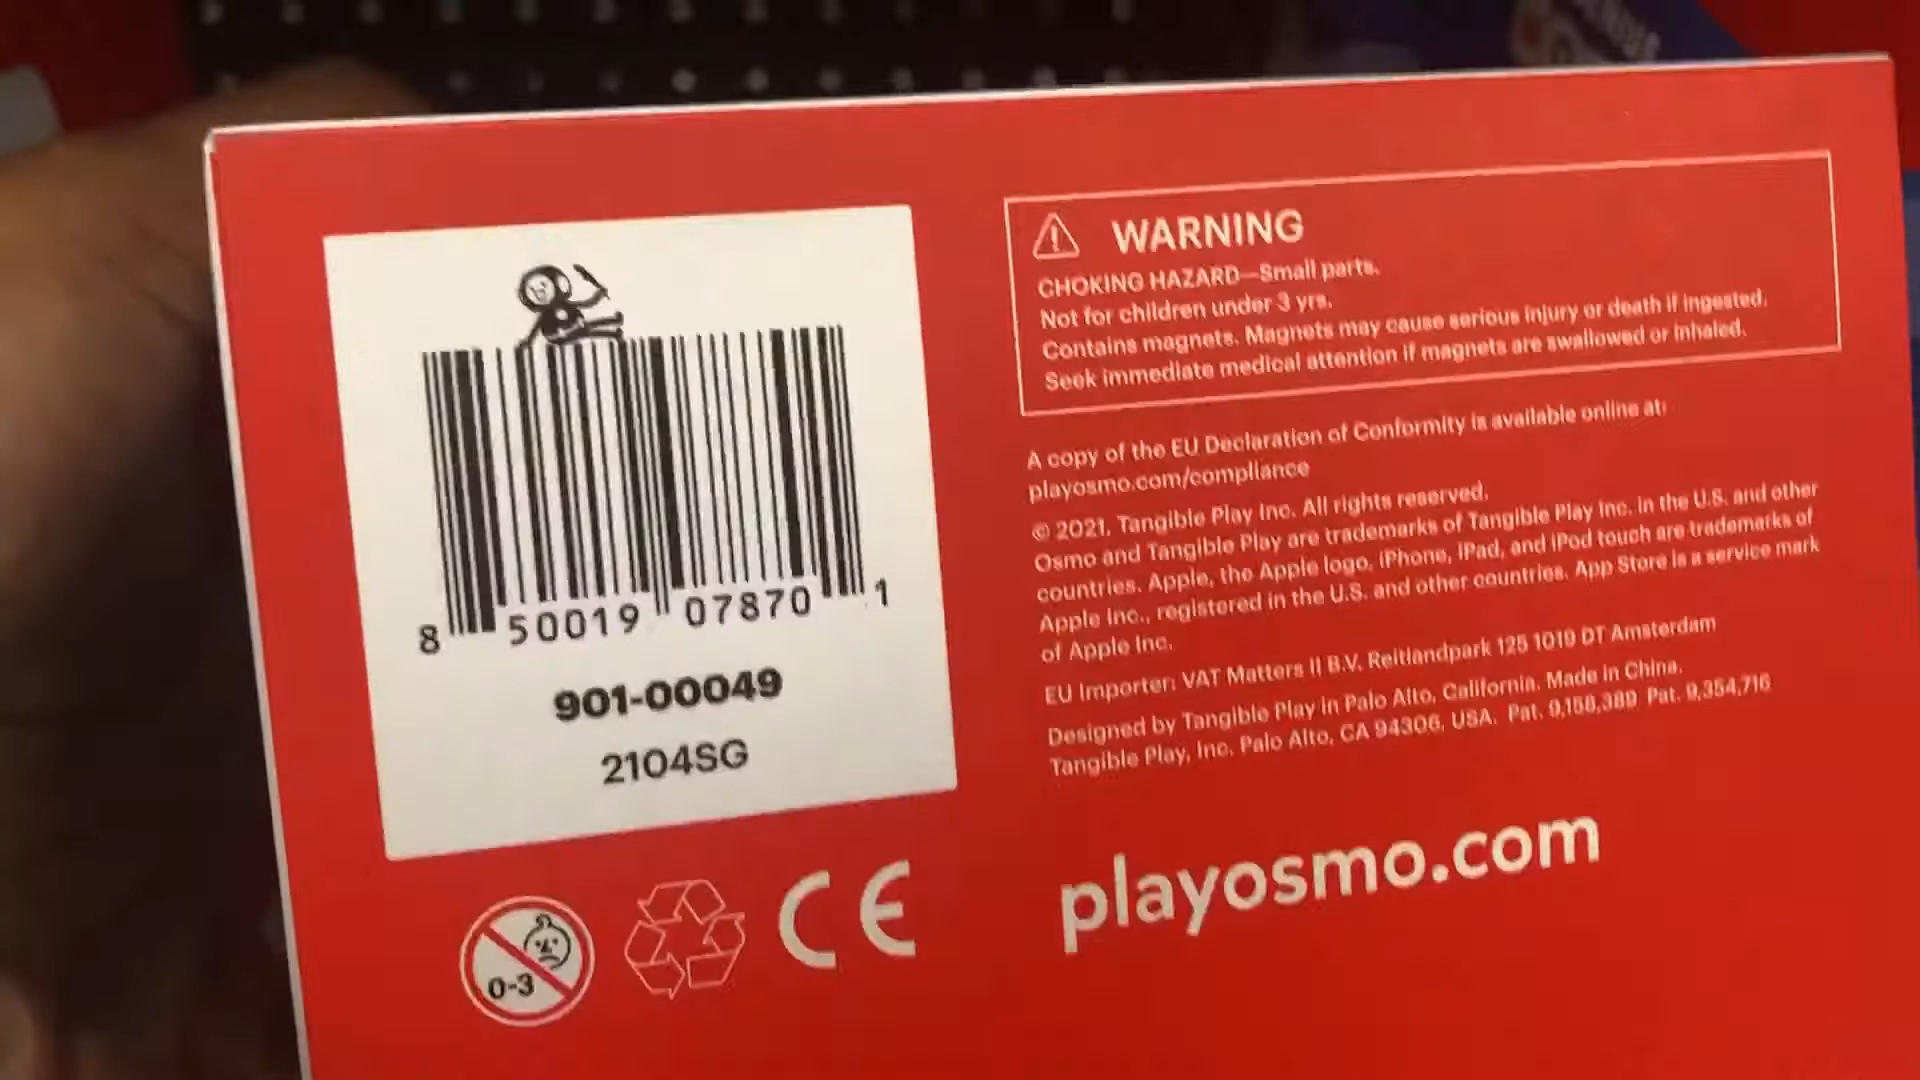 8 50019 07870 1
901-00049
2104SG
0-3
CE
WARNING
CHOKING HAZARD—Small parts.
Not for children under 3 yrs.
Contains magnets. Magnets may cause serious injury or death if ingested.
Seek immediate medical attention if magnets are swallowed or inhaled.
A copy of the EU Declaration of Conformity is available online at:
playosmo.com/compliance
© 2021, Tangible Play Inc. All rights reserved.
Osmo and Tangible Play are trademarks of Tangible Play Inc. in the U.S. and other
countries. Apple, the Apple logo, iPhone, iPad, and iPod touch are trademarks of
Apple Inc., registered in the U.S. and other countries. App Store is a service mark
of Apple Inc.
EU Importer: VAT Matters II B.V. Reitlandpark 125 1019 DT Amsterdam
Designed by Tangible Play in Palo Alto, California. Made in China.
Tangible Play, Inc. Palo Alto, CA 94306, USA. Pat. 9,158,389 Pat. 9,354,716
playosmo.com